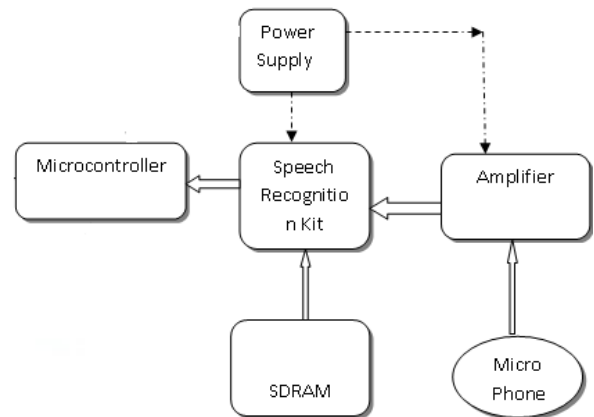 Power
Supply
Microcontroller
Speech
Recognitio
n Kit
Amplifier
SDRAM
Micro
Phone